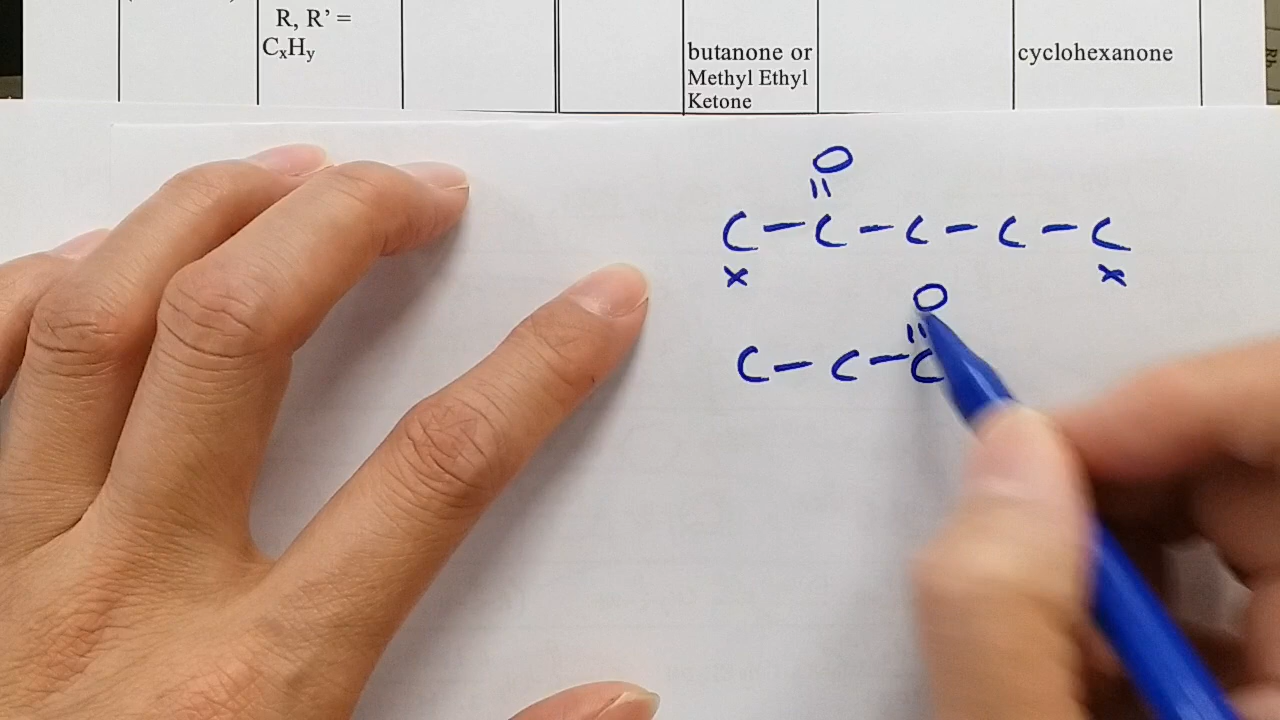 R, R' =
CxHy
butanone or
Methyl Ethyl
Ketone
cyclohexanone
O
||
C - C - C - C - C
x x
O
||
C - C - C